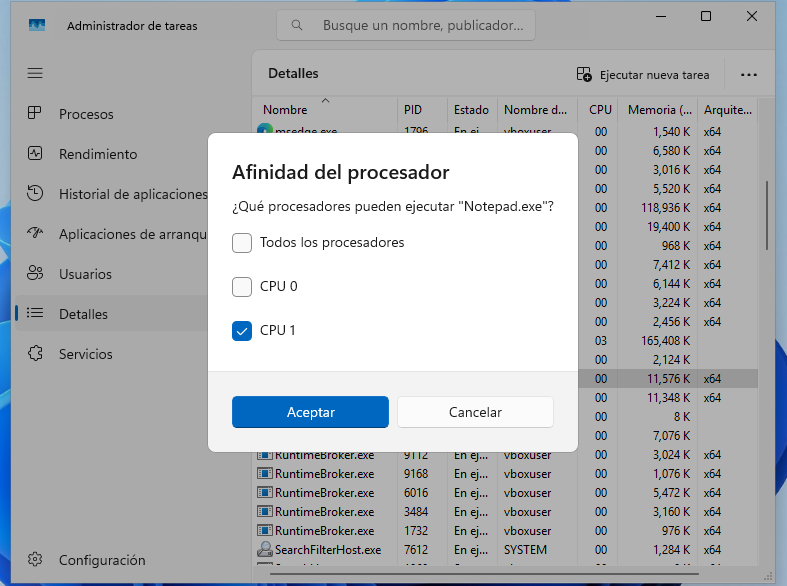 Administrador de tareas
Busque un nombre, publicador...
Detalles
Ejecutar nueva tarea
Procesos
Rendimiento
Historial de aplicaciones
Aplicaciones de arranqu
Usuarios
Detalles
Servicios
Configuración
Nombre PID Estado Nombre d... CPU Memoria (... Arquite...
msedge.exe 1796 En ej... vboxuser 00 1,540 K x64
00 6,580 K x64
00 3,016 K x64
00 5,520 K x64
00 118,936 K x64
00 19,400 K x64
00 968 K x64
00 7,412 K x64
00 6,144 K x64
00 3,224 K x64
00 2,456 K x64
03 165,408 K
00 2,124 K
00 11,576 K x64
00 11,348 K x64
00 8 K
00 7,076 K
RuntimeBroker.exe 9112 En ej... vboxuser 00 3,024 K x64
RuntimeBroker.exe 9168 En ej... vboxuser 00 1,076 K x64
RuntimeBroker.exe 6016 En ej... vboxuser 00 5,472 K x64
RuntimeBroker.exe 3484 En ej... vboxuser 00 3,160 K x64
RuntimeBroker.exe 1732 En ej... vboxuser 00 976 K x64
SearchFilterHost.exe 7612 En ej... SYSTEM 00 1,284 K x64
Afinidad del procesador
¿Qué procesadores pueden ejecutar "Notepad.exe"?
Todos los procesadores
CPU 0
CPU 1
Aceptar
Cancelar